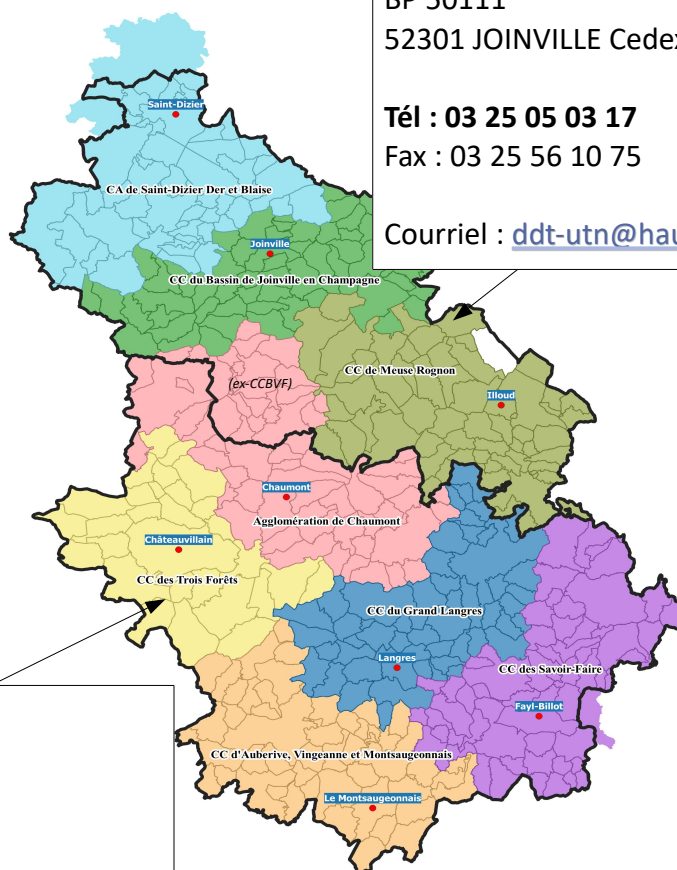 BP 50111
52301 JOINVILLE Cedex
Tél : 03 25 05 03 17
Fax : 03 25 56 10 75
Courriel : ddt-utn@hau
Saint-Dizier
CA de Saint-Dizier Der et Blaise
Joinville
CC du Bassin de Joinville en Champagne
(ex-CCBVF)
CC de Meuse Rognon
Illoud
Chaumont
Agglomération de Chaumont
Châteauvillain
CC des Trois Forêts
CC du Grand Langres
Langres
CC des Savoir-Faire
Fayl-Billot
CC d'Auberive, Vingeanne et Montsaugeonnais
Le Montsaugeonnais